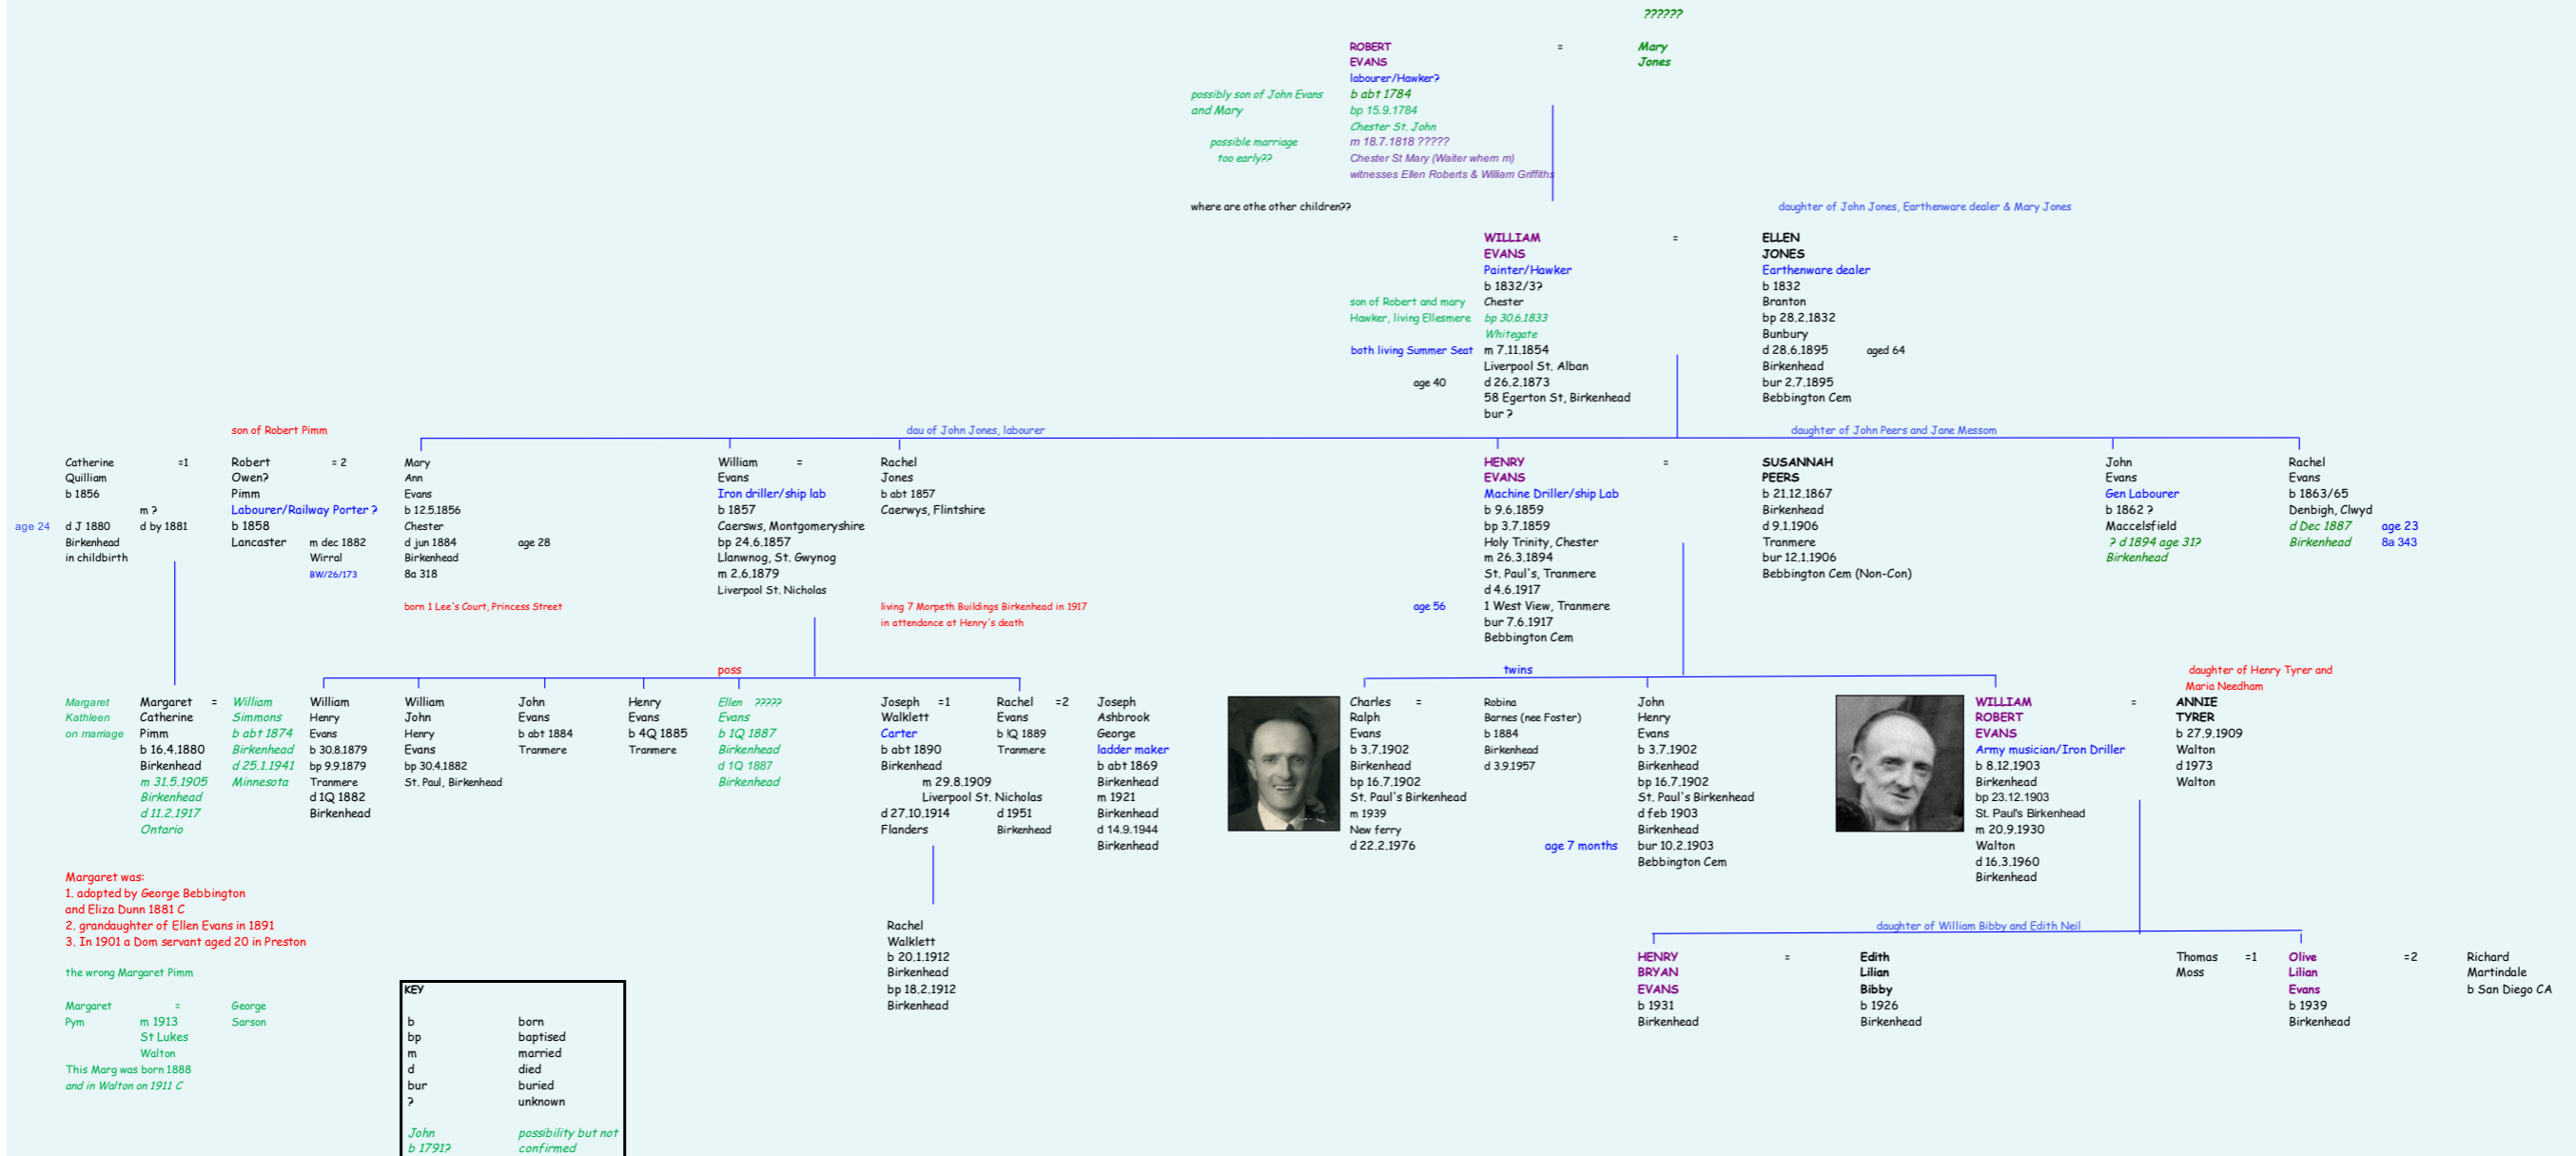 ??????
ROBERT = Mary
EVANS Jones
labourer/Hawker?
possibly son of John Evans b abt 1784
and Mary bp 15.9.1784
Chester St. John
possible marriage m 18.7.1818 ?????
too early?? Chester St Mary (Waiter whem m)
witnesses Ellen Roberts & William Griffiths
where are othe other children?? daughter of John Jones, Earthenware dealer & Mary Jones
WILLIAM = ELLEN
EVANS JONES
Painter/Hawker Earthenware dealer
b 1832/3? b 1832
son of Robert and mary Chester Branton
Hawker, living Ellesmere bp 30.6.1833 bp 28.2.1832
Whitegate Bunbury
both living Summer Seat m 7.11.1854 d 28.6.1895 aged 64
Liverpool St. Alban Birkenhead
age 40 d 26.2.1873 bur 2.7.1895
58 Egerton St, Birkenhead Bebbington Cem
bur ?
son of Robert Pimm dau of John Jones, labourer daughter of John Peers and Jane Messom
Catherine =1 Robert = 2 Mary William = Rachel HENRY = SUSANNAH John Rachel
Quilliam Owen? Ann Evans Jones EVANS PEERS Evans Evans
b 1856 Pimm Evans Iron driller/ship lab b abt 1857 Machine Driller/ship Lab b 21.12.1867 Gen Labourer b 1863/65
m ? Labourer/Railway Porter ? b 12.5.1856 b 1857 Caerwys, Flintshire b 9.6.1859 Birkenhead b 1862 ? Denbigh, Clwyd
age 24 d J 1880 d by 1881 b 1858 Chester Caersws, Montgomeryshire bp 3.7.1859 d 9.1.1906 Maccelsfield d Dec 1887 age 23
Birkenhead Lancaster m dec 1882 d jun 1884 age 28 bp 24.6.1857 Holy Trinity, Chester Tranmere ? d 1894 age 31? Birkenhead 8a 343
in childbirth Wirral Birkenhead Llanwnog, St. Gwynog m 26.3.1894 bur 12.1.1906 Birkenhead
BW/26/173 8a 318 m 2.6.1879 St. Paul's, Tranmere Bebbington Cem (Non-Con)
Liverpool St. Nicholas d 4.6.1917
born 1 Lee's Court, Princess Street living 7 Morpeth Buildings Birkenhead in 1917 age 56 1 West View, Tranmere
in attendance at Henry's death bur 7.6.1917
Bebbington Cem
poss twins daughter of Henry Tyrer and
Maria Needham
Margaret Margaret = William William William John Henry Ellen ????? Joseph =1 Rachel =2 Joseph Charles = Robina John WILLIAM = ANNIE
Kathleen Catherine Simmons Henry John Evans Evans Evans Walklett Evans Ashbrook Ralph Barnes (nee Foster) Henry ROBERT TYRER
on marriage Pimm b abt 1874 Evans Henry b abt 1884 b 4Q 1885 b 1Q 1887 Carter b !Q 1889 George Evans b 1884 Evans EVANS b 27.9.1909
b 16.4.1880 Birkenhead b 30.8.1879 Evans Tranmere Tranmere Birkenhead b abt 1890 Tranmere ladder maker b 3.7.1902 Birkenhead b 3.7.1902 Army musician/Iron Driller Walton
Birkenhead d 25.1.1941 bp 9.9.1879 bp 30.4.1882 d 1Q 1887 Birkenhead b abt 1869 Birkenhead d 3.9.1957 Birkenhead b 8.12.1903 d 1973
m 31.5.1905 Minnesota Tranmere St. Paul, Birkenhead Birkenhead m 29.8.1909 Birkenhead bp 16.7.1902 bp 16.7.1902 Birkenhead Walton
Birkenhead d 1Q 1882 Liverpool St. Nicholas m 1921 St. Paul's Birkenhead St. Paul's Birkenhead bp 23.12.1903
d 11.2.1917 Birkenhead d 27.10.1914 d 1951 Birkenhead m 1939 d feb 1903 St. Paul's Birkenhead
Ontario Flanders Birkenhead d 14.9.1944 New ferry Birkenhead m 20.9.1930
Birkenhead d 22.2.1976 age 7 months bur 10.2.1903 Walton
Bebbington Cem d 16.3.1960
Margaret was: Birkenhead
1. adopted by George Bebbington
and Eliza Dunn 1881 C
2. grandaughter of Ellen Evans in 1891 Rachel daughter of William Bibby and Edith Neil
3. In 1901 a Dom servant aged 20 in Preston Walklett
b 20.1.1912 HENRY = Edith Thomas =1 Olive =2 Richard
the wrong Margaret Pimm Birkenhead BRYAN Lilian Moss Lilian Martindale
KEY bp 18.2.1912 EVANS Bibby Evans b San Diego CA
Margaret = George Birkenhead b 1931 b 1926 b 1939
Pym m 1913 Sarson b born Birkenhead Birkenhead Birkenhead
St Lukes bp baptised
Walton m married
This Marg was born 1888 d died
and in Walton on 1911 C bur buried
? unknown
John possibility but not
b 1791? confirmed